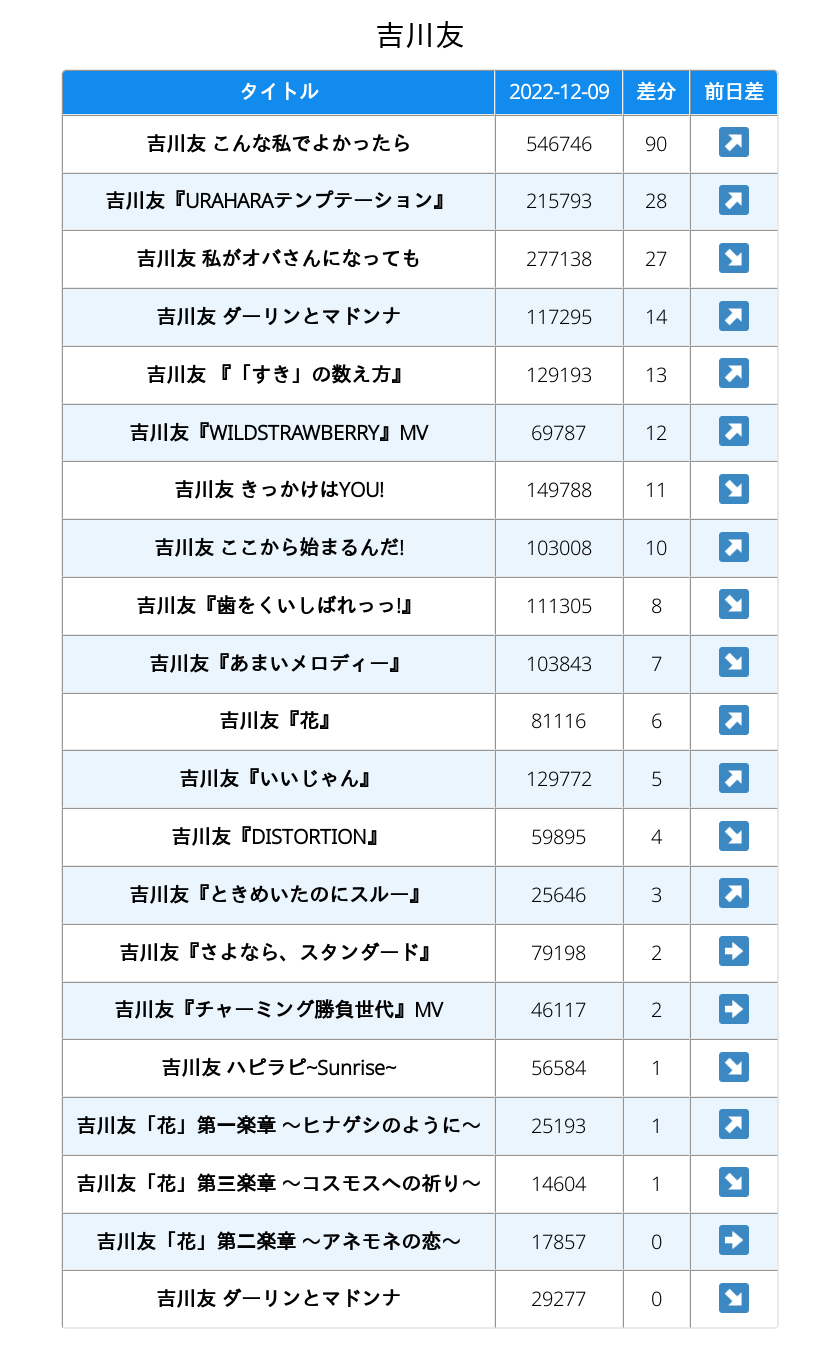 吉川友
タイトル 2022-12-09 差分 前日差
吉川友 こんな私でよかったら 546746 90
吉川友『URAHARAテンプテーション』 215793 28
吉川友 私がオバさんになっても 277138 27
吉川友 ダーリンとマドンナ 117295 14
吉川友 『「すき」の数え方』 129193 13
吉川友『WILDSTRAWBERRY』MV 69787 12
吉川友 きっかけはYOU! 149788 11
吉川友 ここから始まるんだ! 103008 10
吉川友『歯をくいしばれっっ!』 111305 8
吉川友『あまいメロディー』 103843 7
吉川友『花』 81116 6
吉川友『いいじゃん』 129772 5
吉川友『DISTORTION』 59895 4
吉川友『ときめいたのにスルー』 25646 3
吉川友『さよなら、スタンダード』 79198 2
吉川友『チャーミング勝負世代』MV 46117 2
吉川友 ハピラピ~Sunrise~ 56584 1
吉川友「花」第一楽章 〜ヒナゲシのように〜 25193 1
吉川友「花」第三楽章 〜コスモスへの祈り〜 14604 1
吉川友「花」第二楽章 〜アネモネの恋〜 17857 0
吉川友 ダーリンとマドンナ 29277 0